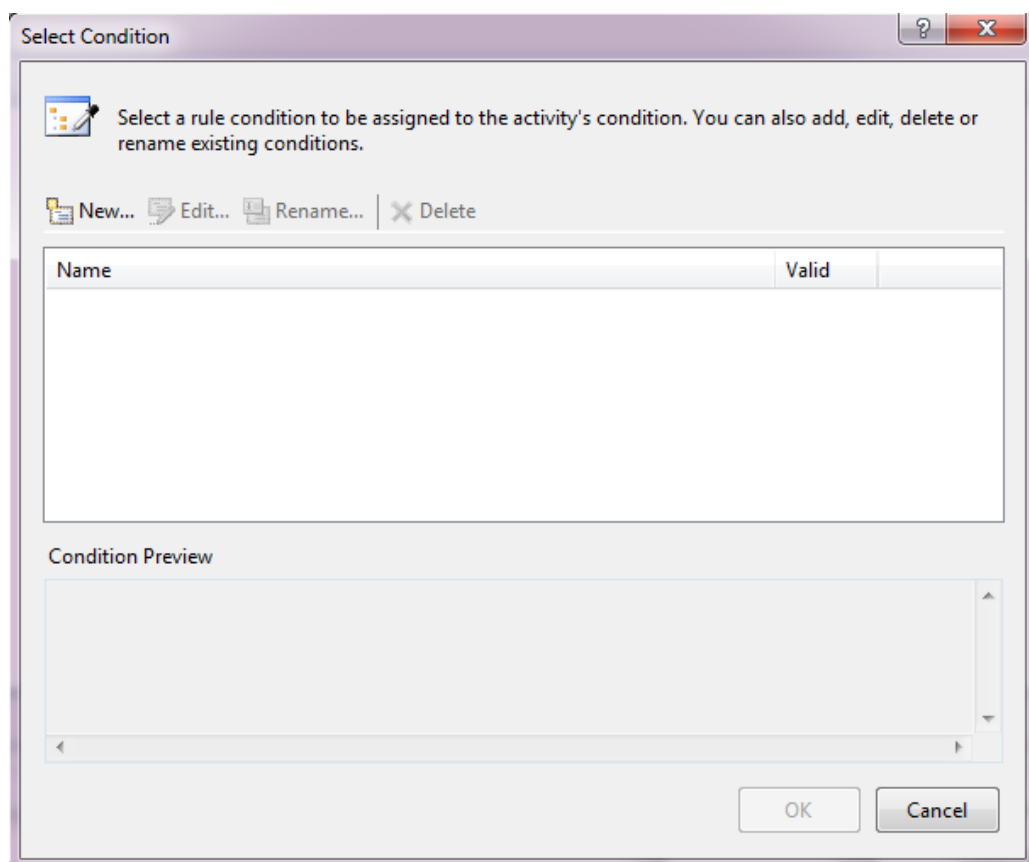 Select Condition
Select a rule condition to be assigned to the activity's condition. You can also add, edit, delete or
rename existing conditions.
New... Edit... Rename... Delete
Name Valid
Condition Preview
OK Cancel